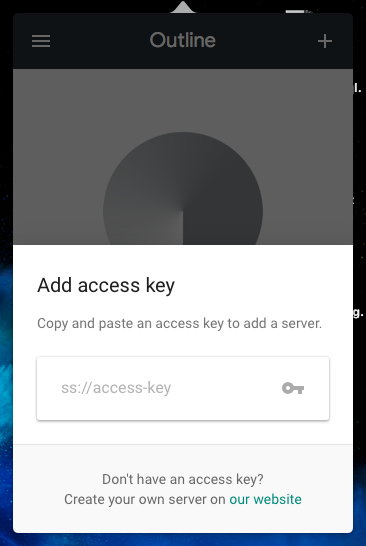 Outline
Add access key
Copy and paste an access key to add a server.
ss://access-key
Don't have an access key?
Create your own server on our website